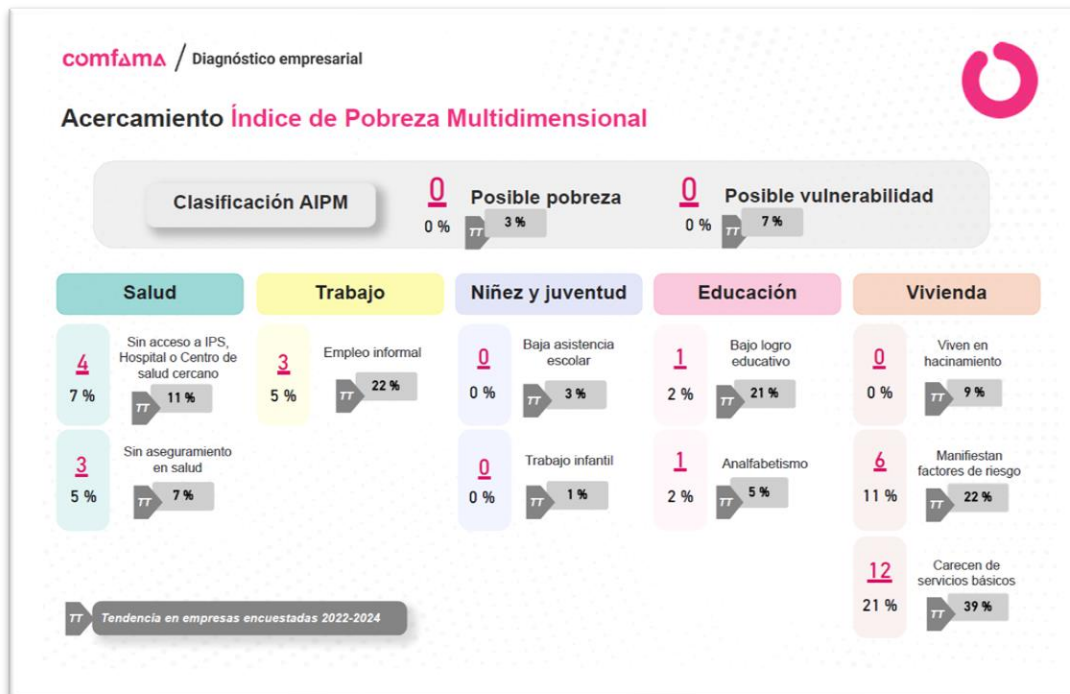 comfama / Diagnóstico empresarial
Acercamiento Índice de Pobreza Multidimensional
Clasificación AIPM
0
0 %
Posible pobreza
TT 3 %
0
0 %
Posible vulnerabilidad
TT 7 %
Salud
4
7 %
Sin acceso a IPS,
Hospital o Centro de
salud cercano
TT 11 %
3
5 %
Sin aseguramiento
en salud
TT 7 %
Trabajo
3
5 %
Empleo informal
TT 22 %
Niñez y juventud
0
0 %
Baja asistencia
escolar
TT 3 %
0
0 %
Trabajo infantil
TT 1 %
Educación
1
2 %
Bajo logro
educativo
TT 21 %
1
2 %
Analfabetismo
TT 5 %
Vivienda
0
0 %
Viven en
hacinamiento
TT 9 %
6
11 %
Manifiestan
factores de riesgo
TT 22 %
12
21 %
Carecen de
servicios básicos
TT 39 %
TT Tendencia en empresas encuestadas 2022-2024